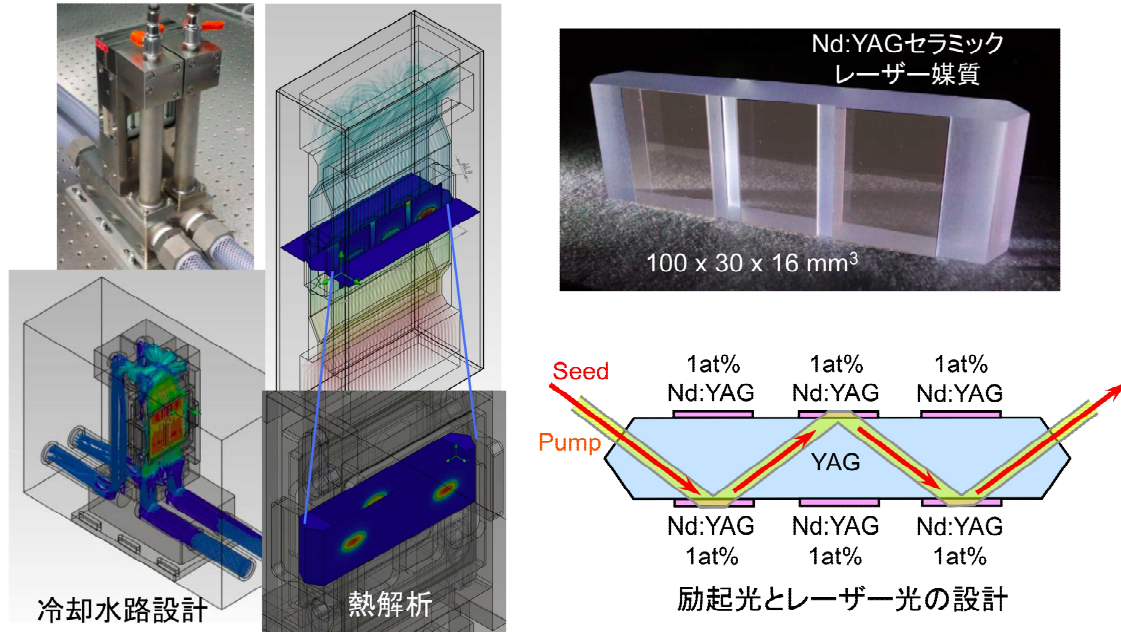 Nd:YAGセラミック
レーザー媒質
100 x 30 x 16 mm³
冷却水路設計
熱解析
1at% 1at% 1at%
Seed Nd:YAG Nd:YAG Nd:YAG
Pump
YAG
Nd:YAG Nd:YAG Nd:YAG
1at% 1at% 1at%
励起光とレーザー光の設計